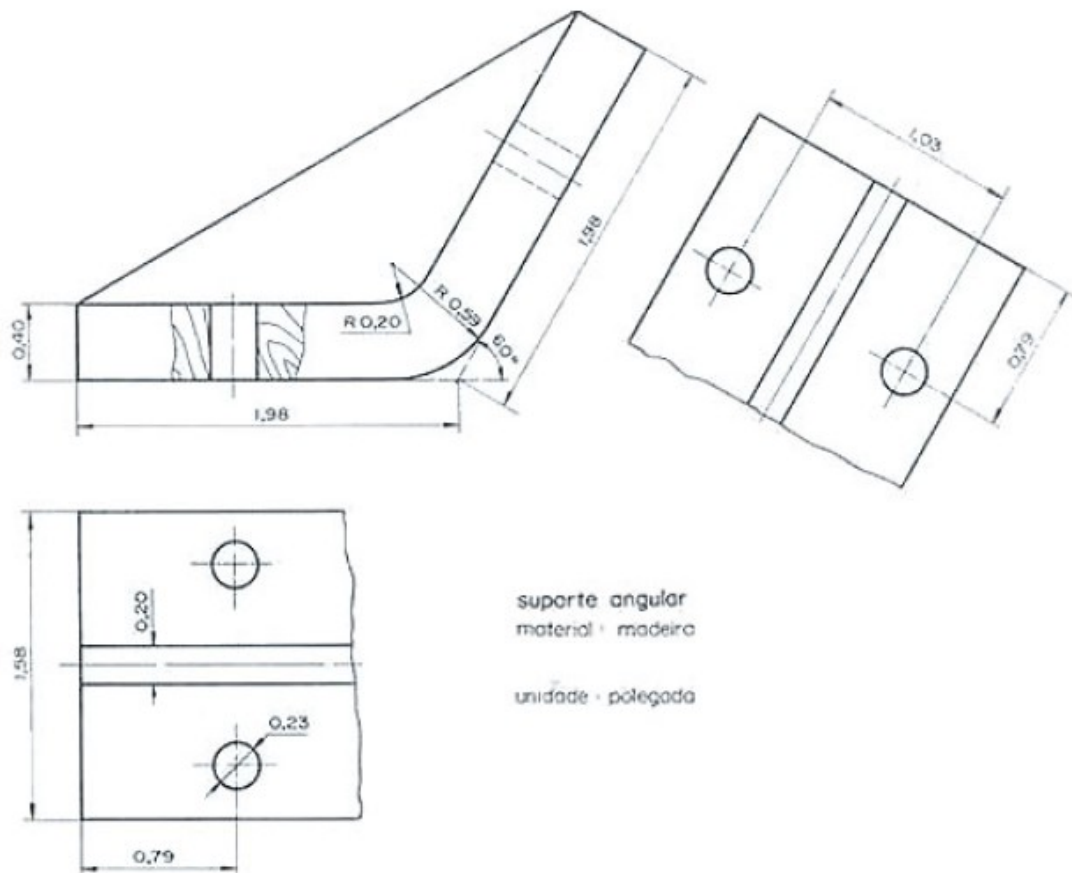 1,03
1,98
0,79
R 0,59
R 0,20
60°
0,40
1,98
0,20
1,58
0,23
0,79
suporte angular
material : madeira
unidade : polegada